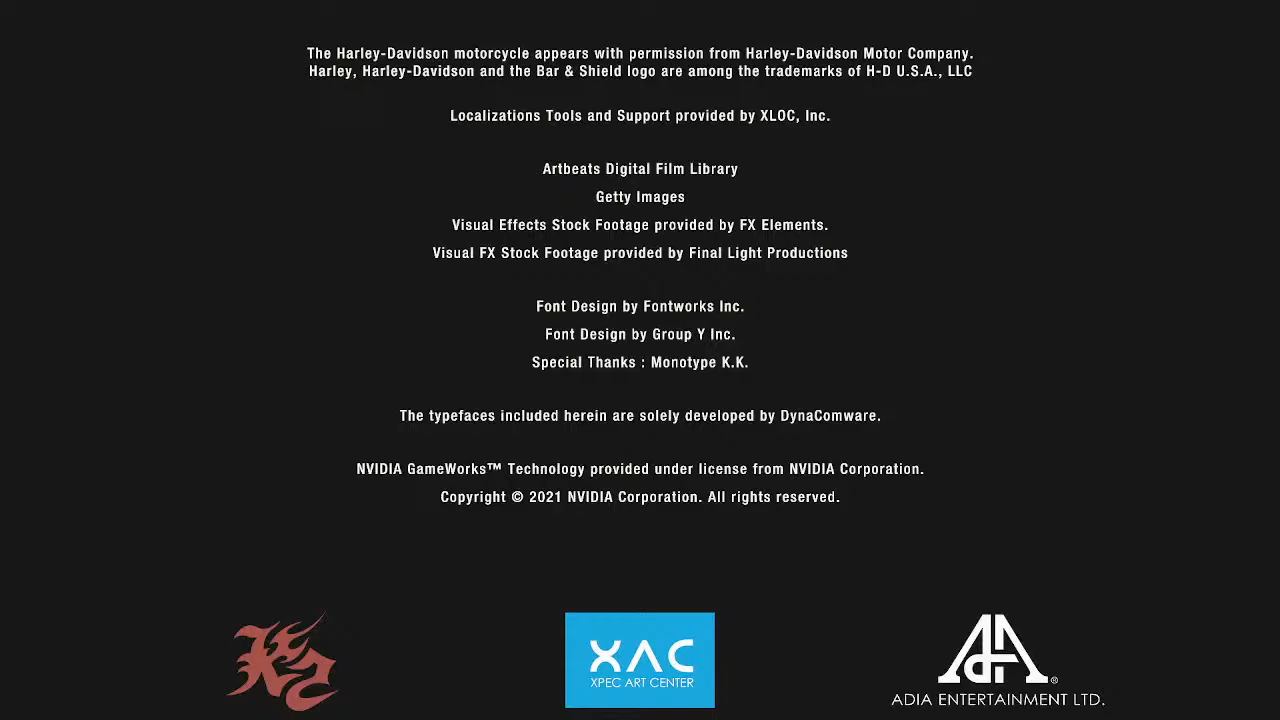 The Harley-Davidson motorcycle appears with permission from Harley-Davidson Motor Company.
Harley, Harley-Davidson and the Bar & Shield logo are among the trademarks of H-D U.S.A., LLC
Localizations Tools and Support provided by XLOC, Inc.
Artbeats Digital Film Library
Getty Images
Visual Effects Stock Footage provided by FX Elements.
Visual FX Stock Footage provided by Final Light Productions
Font Design by Fontworks Inc.
Font Design by Group Y Inc.
Special Thanks : Monotype K.K.
The typefaces included herein are solely developed by DynaComware.
NVIDIA GameWorks™ Technology provided under license from NVIDIA Corporation.
Copyright © 2021 NVIDIA Corporation. All rights reserved.
K2
XAC
XPEC ART CENTER
®
ADIA ENTERTAINMENT LTD.